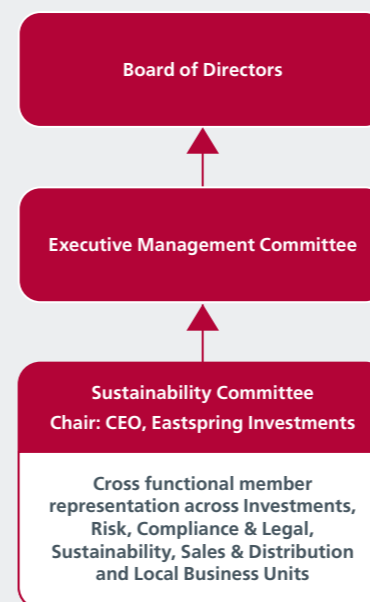 Board of Directors
Executive Management Committee
Sustainability Committee
Chair: CEO, Eastspring Investments
Cross functional member
representation across Investments,
Risk, Compliance & Legal,
Sustainability, Sales & Distribution
and Local Business Units